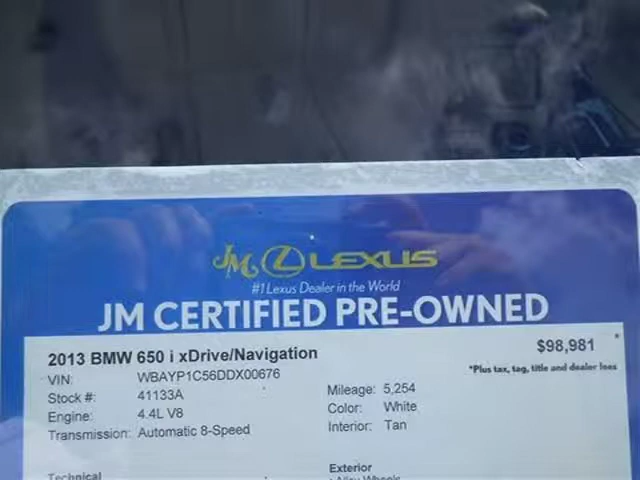 JM LEXUS
#1 Lexus Dealer in the World
JM CERTIFIED PRE-OWNED
2013 BMW 650 i xDrive/Navigation
$98,981 *
*Plus tax, tag, title and dealer fees
VIN: WBAYP1C56DDX00676
Stock #: 41133A
Engine: 4.4L V8
Transmission: Automatic 8-Speed
Mileage: 5,254
Color: White
Interior: Tan
Technical
Exterior
Alloy Wheels